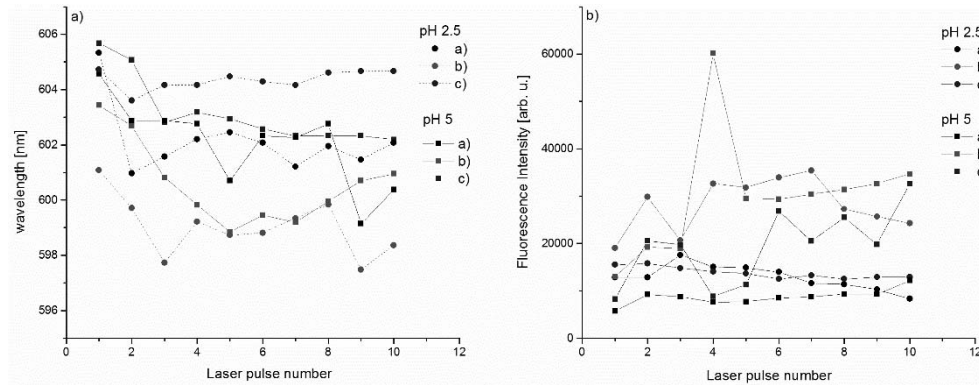 a)
pH 2.5
a)
b)
c)
pH 5
a)
b)
c)
wavelength [nm]
606
604
602
600
598
596
0 2 4 6 8 10 12
Laser pulse number
b)
pH 2.5
a
b
c
pH 5
a
b
c
Fluorescence Intensity [arb. u.]
60000
40000
20000
0
0 2 4 6 8 10 12
Laser pulse number